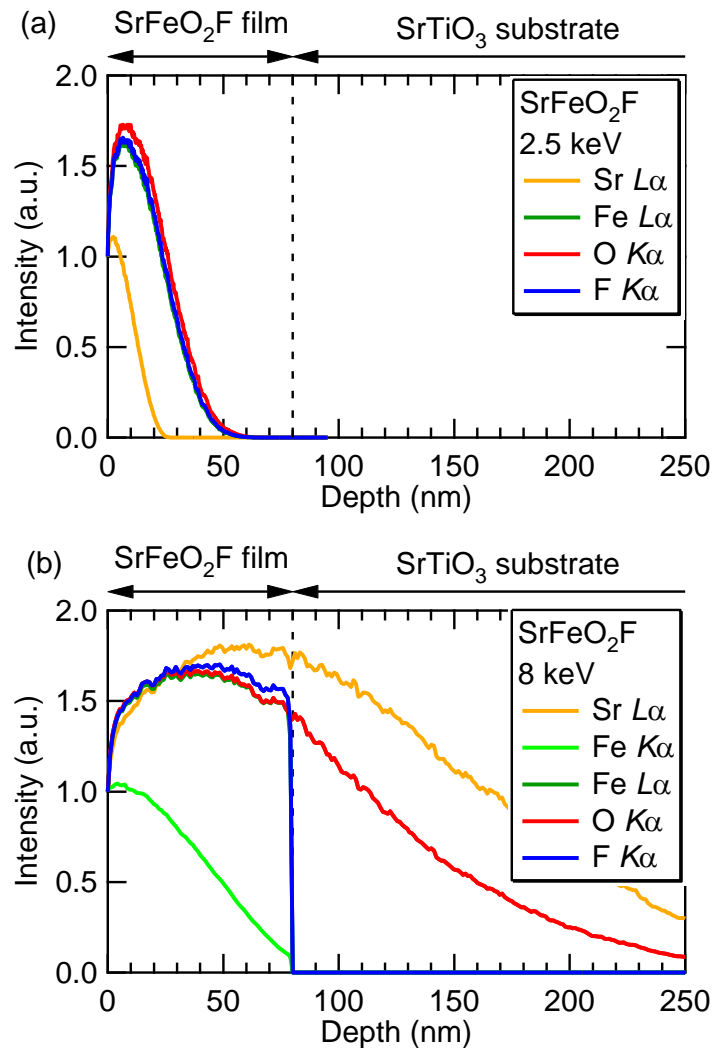 (a)
SrFeO₂F film
SrTiO₃ substrate
2.0
1.5
1.0
0.5
0.0
Intensity (a.u.)
SrFeO₂F
2.5 keV
Sr Lα
Fe Lα
O Kα
F Kα
0 50 100 150 200 250
Depth (nm)
(b)
SrFeO₂F film
SrTiO₃ substrate
2.0
1.5
1.0
0.5
0.0
Intensity (a.u.)
SrFeO₂F
8 keV
Sr Lα
Fe Kα
Fe Lα
O Kα
F Kα
0 50 100 150 200 250
Depth (nm)